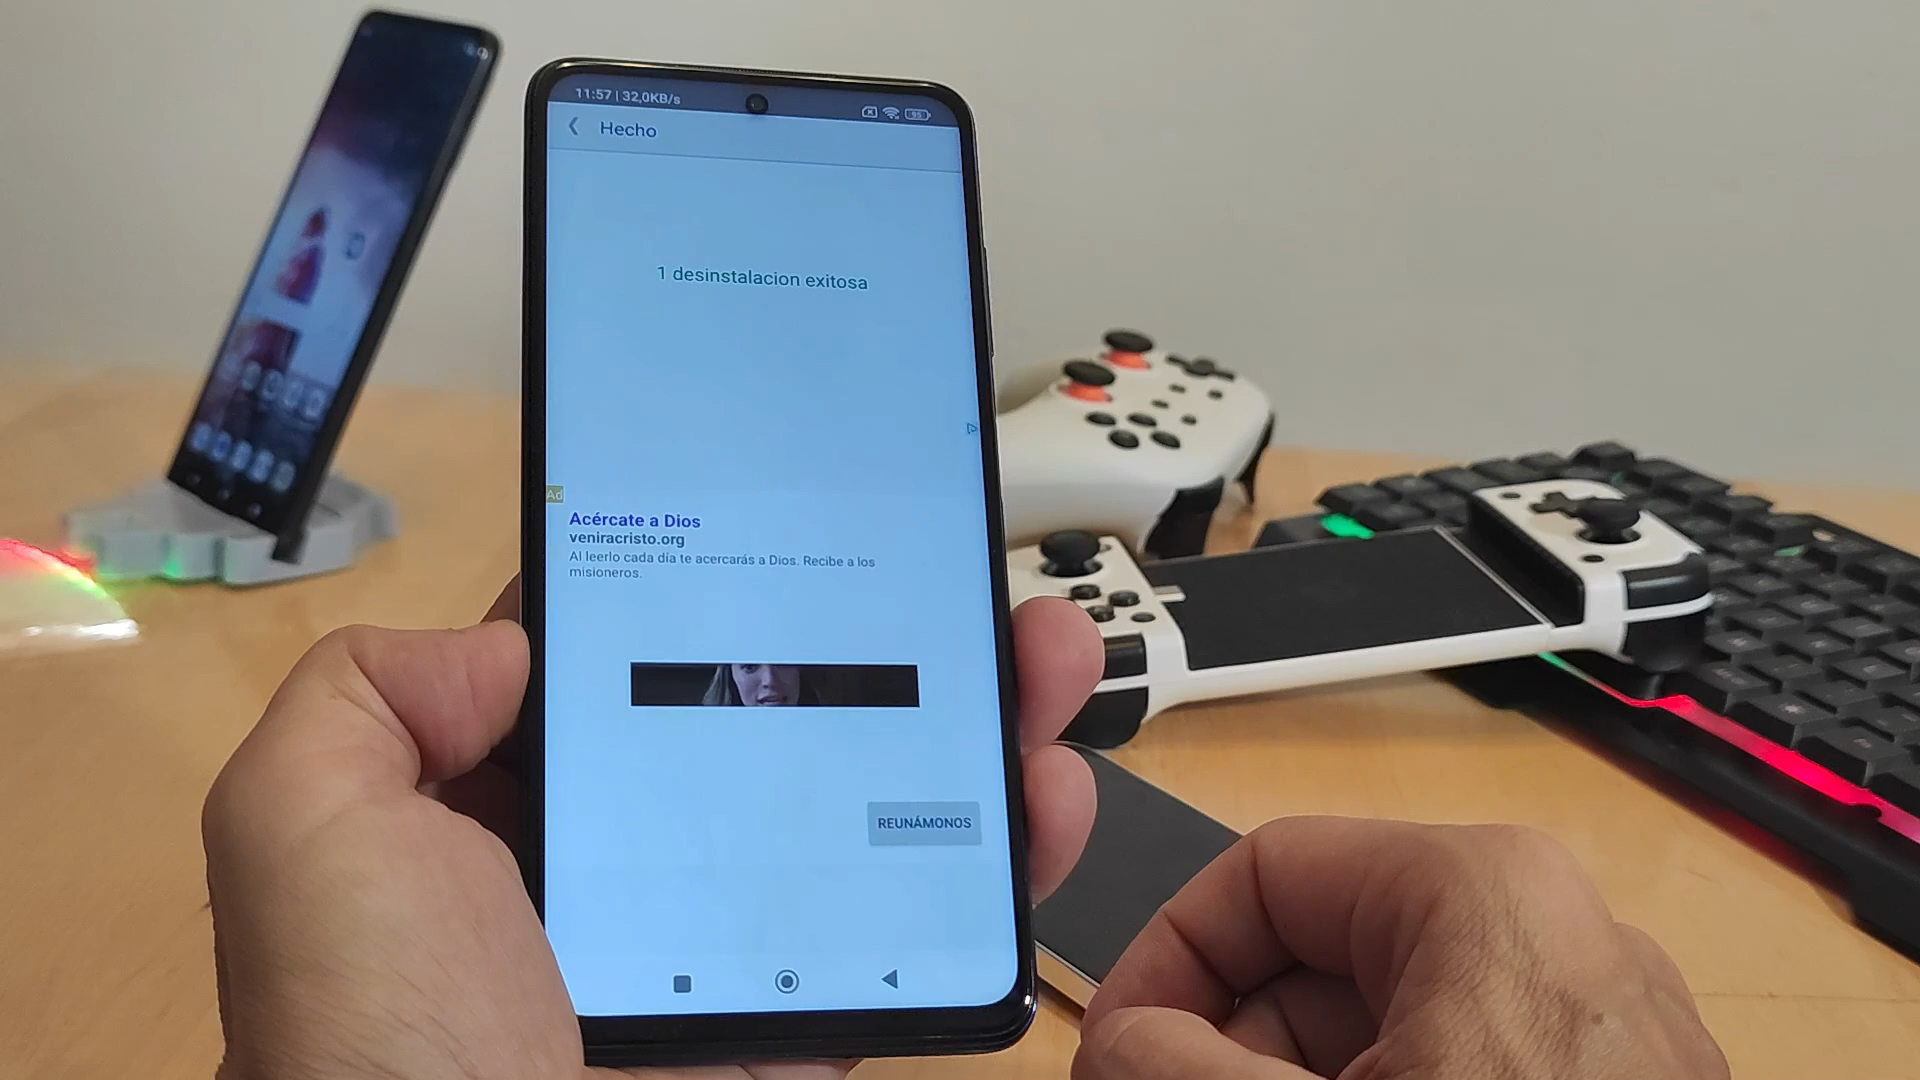 11:57 | 32,0KB/s
95
Hecho
1 desinstalacion exitosa
Ad
Acércate a Dios
veniracristo.org
Al leerlo cada día te acercarás a Dios. Recibe a los
misioneros.
REUNÁMONOS